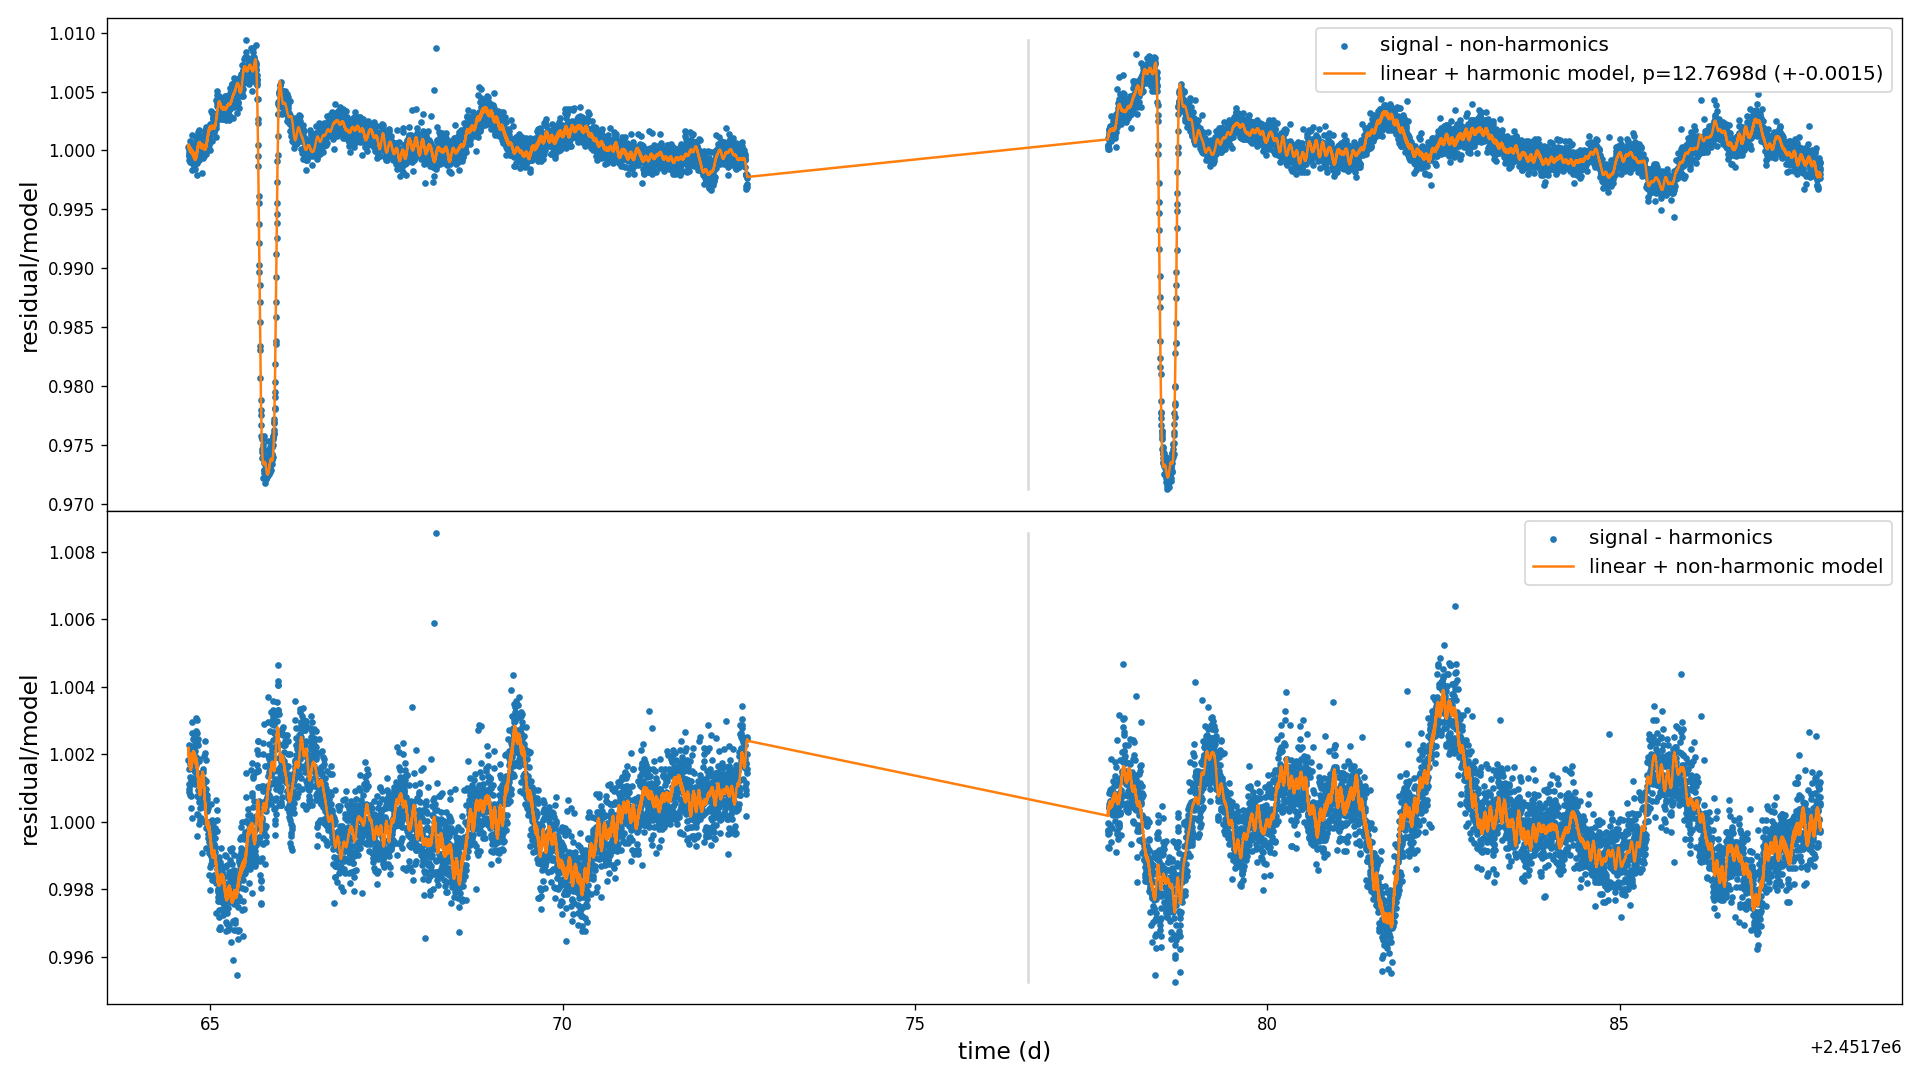 1.010
1.005
1.000
0.995
0.990
0.985
0.980
0.975
0.970
residual/model
signal - non-harmonics
linear + harmonic model, p=12.7698d (+-0.0015)
1.008
1.006
1.004
1.002
1.000
0.998
0.996
residual/model
signal - harmonics
linear + non-harmonic model
65 70 75 80 85
time (d)
+2.4517e6